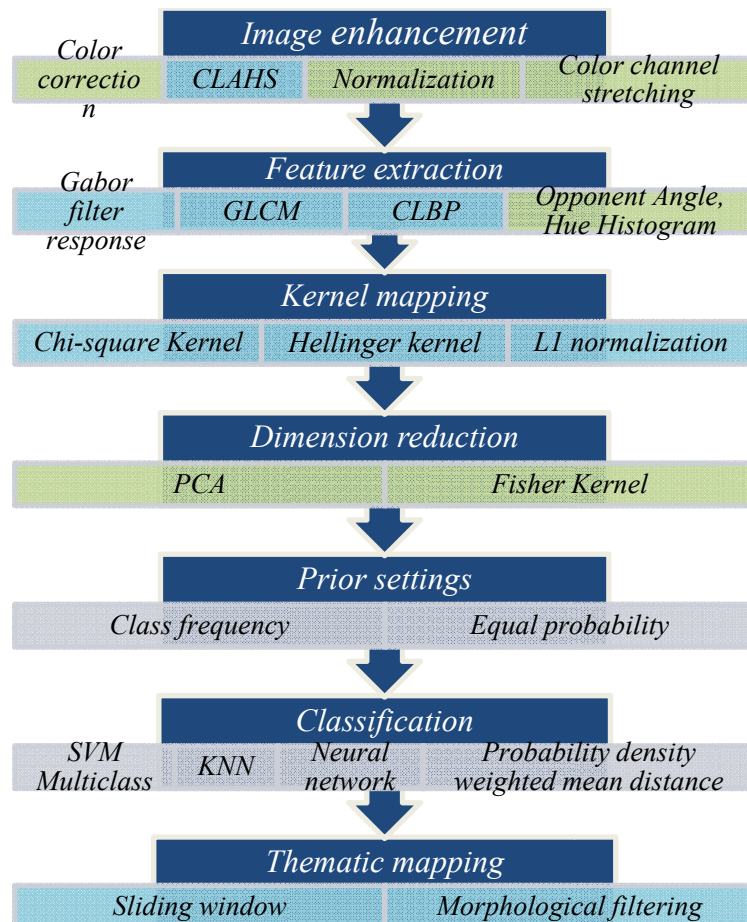 Image enhancement
Color
correctio
n
CLAHS
Normalization
Color channel
stretching
Feature extraction
Gabor
filter
response
GLCM
CLBP
Opponent Angle,
Hue Histogram
Kernel mapping
Chi-square Kernel
Hellinger kernel
L1 normalization
Dimension reduction
PCA
Fisher Kernel
Prior settings
Class frequency
Equal probability
Classification
SVM
Multiclass
KNN
Neural
network
Probability density
weighted mean distance
Thematic mapping
Sliding window
Morphological filtering